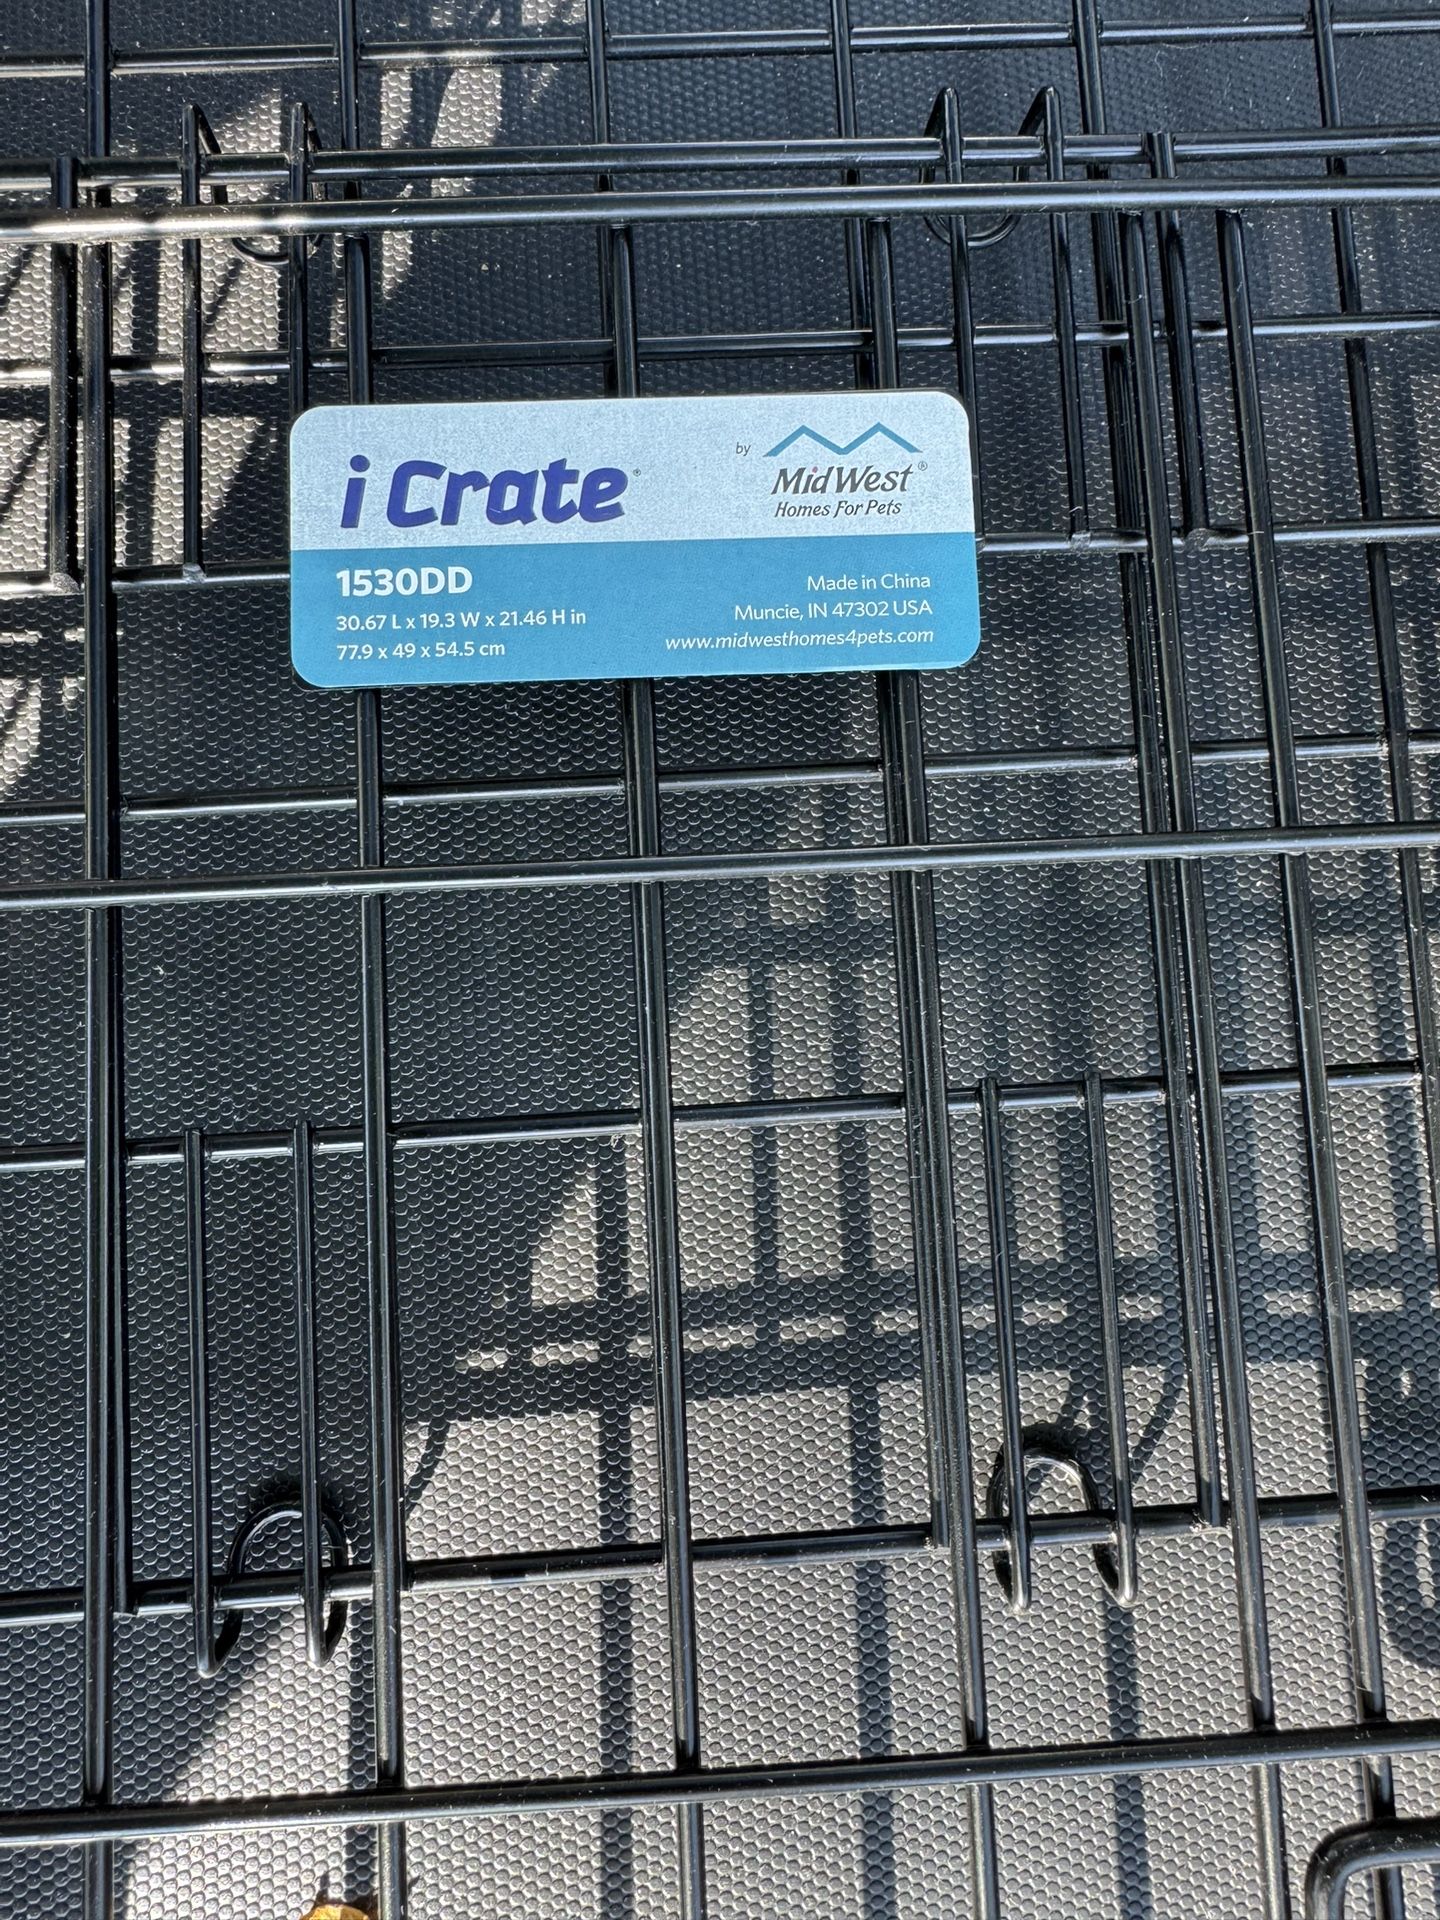 i Crate®
by MidWest®
Homes For Pets
1530DD
30.67 L x 19.3 W x 21.46 H in
77.9 x 49 x 54.5 cm
Made in China
Muncie, IN 47302 USA
www.midwesthomes4pets.com